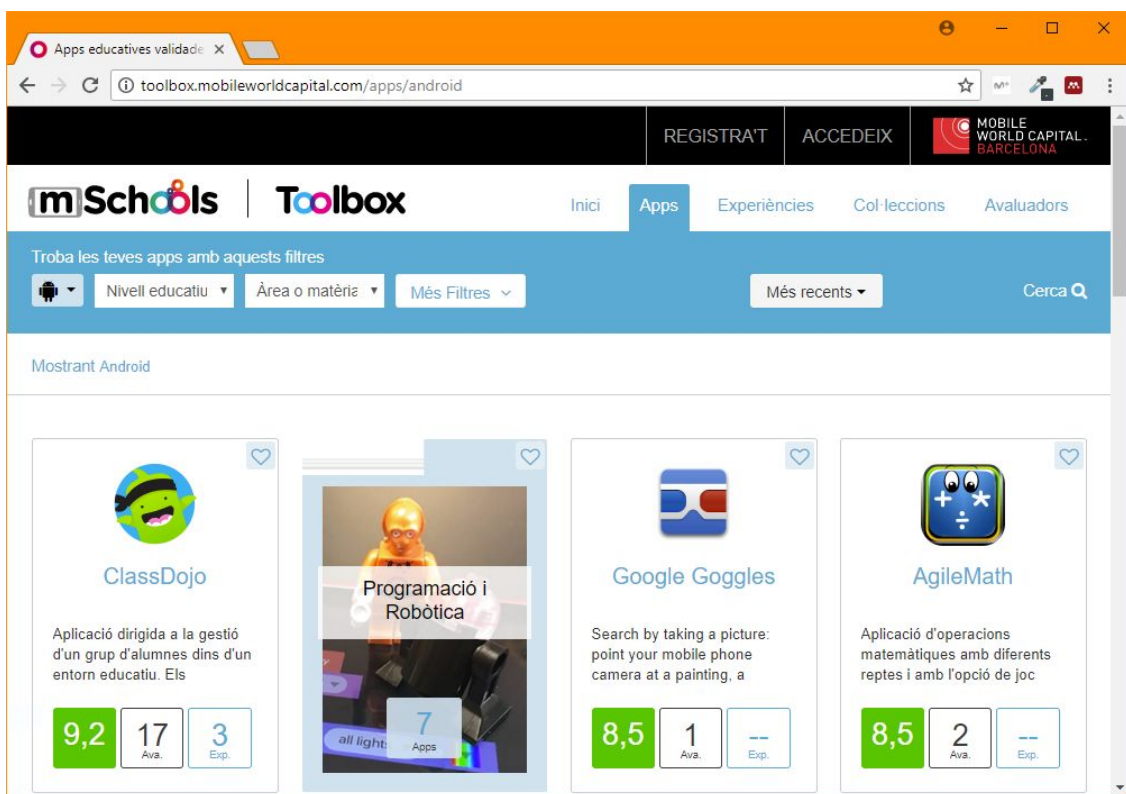 Apps educatives validade
toolbox.mobileworldcapital.com/apps/android
REGISTRA'T ACCEDEIX MOBILE
WORLD CAPITAL.
BARCELONA
mSchools Toolbox
Inici Apps Experiències Col·leccions Avaluadors
Troba les teves apps amb aquests filtres
Nivell educatiu Àrea o matèria Més Filtres Més recents Cerca
Mostrant Android
ClassDojo
Aplicació dirigida a la gestió
d'un grup d'alumnes dins d'un
entorn educatiu. Els
9,2 17 3
Ava. Exp.
Programació i
Robòtica
all light
7
Apps
Google Goggles
Search by taking a picture:
point your mobile phone
camera at a painting, a
8,5 1 --
Ava. Exp.
AgileMath
Aplicació d'operacions
matemàtiques amb diferents
reptes i amb l'opció de joc
8,5 2 --
Ava. Exp.